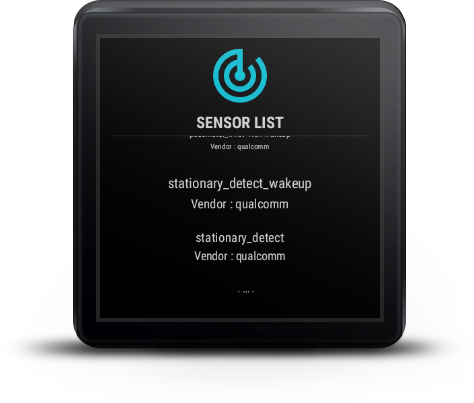 SENSOR LIST
Vendor : qualcomm
stationary_detect_wakeup
Vendor : qualcomm
stationary_detect
Vendor : qualcomm